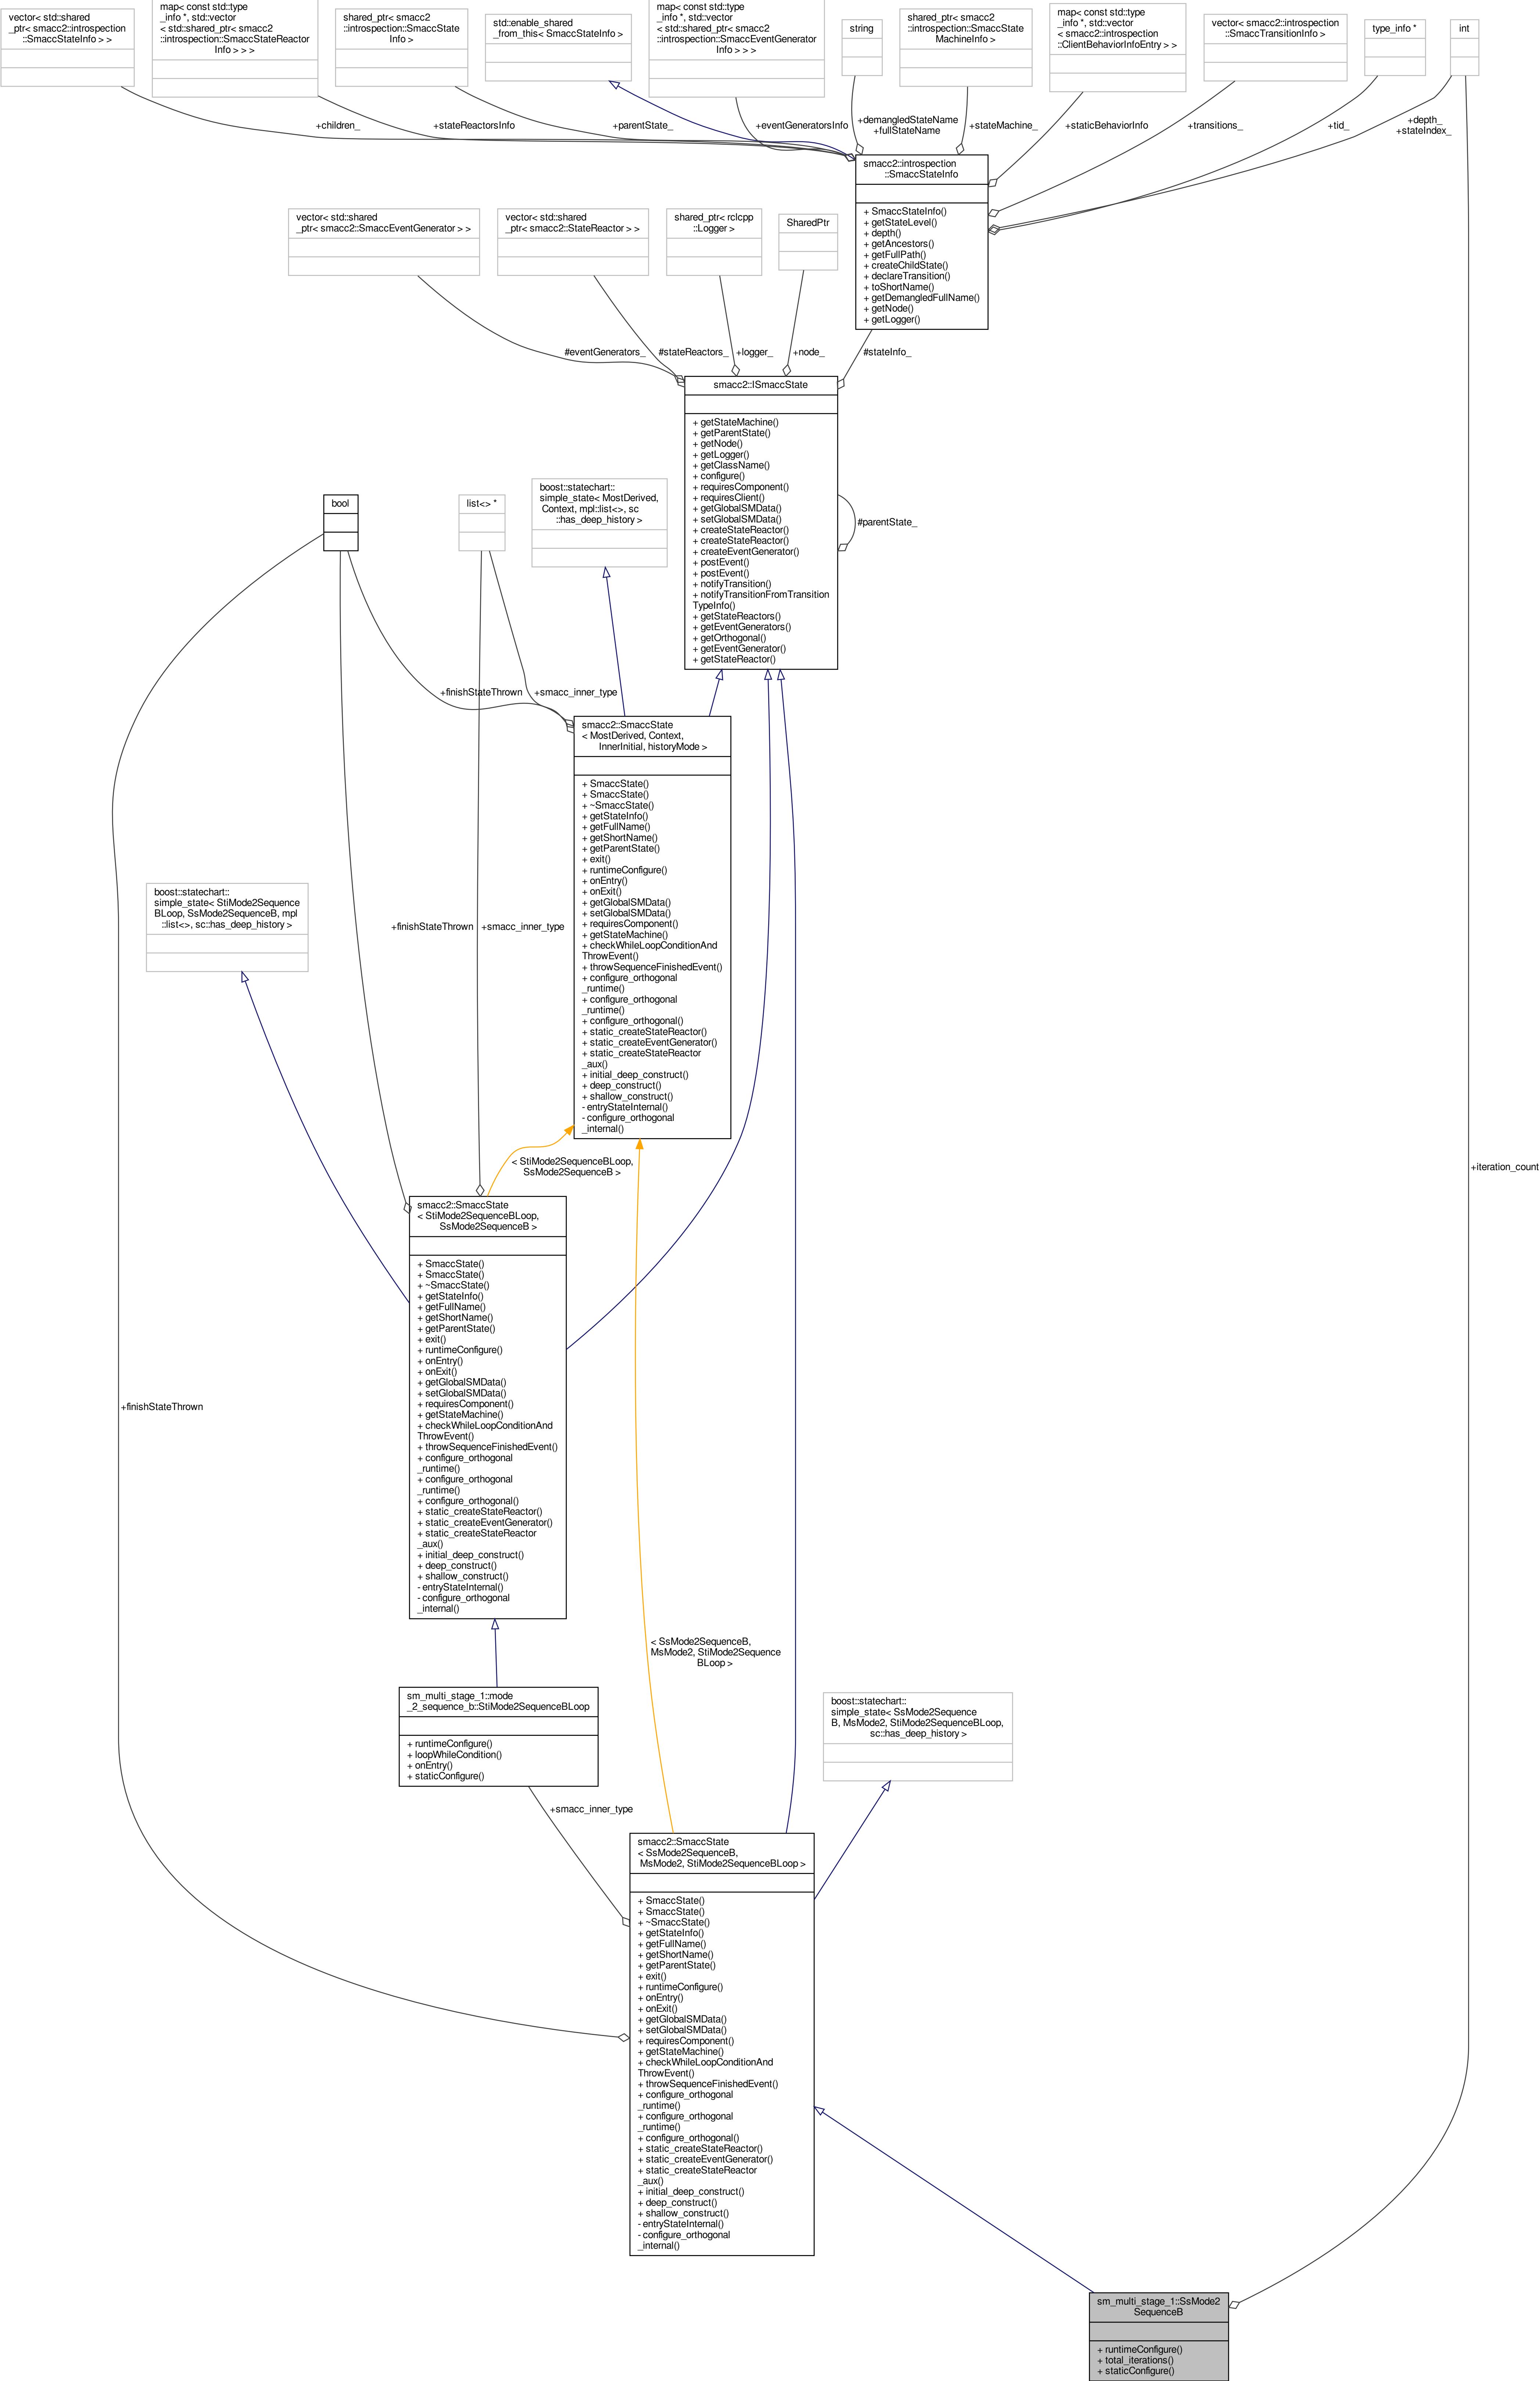 vector< std::shared
_ptr< smacc2::introspection
::SmaccStateInfo > >
map< const std::type
_info *, std::vector
< std::shared_ptr< smacc2
::introspection::SmaccStateReactor
Info > > >
shared_ptr< smacc2
::introspection::SmaccState
Info >
std::enable_shared
_from_this< SmaccStateInfo >
map< const std::type
_info *, std::vector
< std::shared_ptr< smacc2
::introspection::SmaccEventGenerator
Info > > >
string
shared_ptr< smacc2
::introspection::SmaccState
MachineInfo >
map< const std::type
_info *, std::vector
< smacc2::introspection
::ClientBehaviorInfoEntry > >
vector< smacc2::introspection
::SmaccTransitionInfo >
type_info *
int
+children_
+stateReactorsInfo
+parentState_
+eventGeneratorsInfo
+demangledStateName
+fullStateName
+stateMachine_
+staticBehaviorInfo
+transitions_
+tid_
+depth_
+stateIndex_
smacc2::introspection
::SmaccStateInfo
+ SmaccStateInfo()
+ getStateLevel()
+ depth()
+ getAncestors()
+ getFullPath()
+ createChildState()
+ declareTransition()
+ toShortName()
+ getDemangledFullName()
+ getNode()
+ getLogger()
vector< std::shared
_ptr< smacc2::SmaccEventGenerator > >
vector< std::shared
_ptr< smacc2::StateReactor > >
shared_ptr< rclcpp
::Logger >
SharedPtr
#eventGenerators_
#stateReactors_
+logger_
+node_
#stateInfo_
smacc2::ISmaccState
+ getStateMachine()
+ getParentState()
+ getNode()
+ getLogger()
+ getClassName()
+ configure()
+ requiresComponent()
+ requiresClient()
+ getGlobalSMData()
+ setGlobalSMData()
+ createStateReactor()
+ createStateReactor()
+ createEventGenerator()
+ postEvent()
+ postEvent()
+ notifyTransition()
+ notifyTransitionFromTransition
TypeInfo()
+ getStateReactors()
+ getEventGenerators()
+ getOrthogonal()
+ getEventGenerator()
+ getStateReactor()
#parentState_
bool
list<> *
boost::statechart::
simple_state< MostDerived,
Context, mpl::list<>, sc
::has_deep_history >
+finishStateThrown
+smacc_inner_type
smacc2::SmaccState
< MostDerived, Context,
InnerInitial, historyMode >
+ SmaccState()
+ SmaccState()
+ ~SmaccState()
+ getStateInfo()
+ getFullName()
+ getShortName()
+ getParentState()
+ exit()
+ runtimeConfigure()
+ onEntry()
+ onExit()
+ getGlobalSMData()
+ setGlobalSMData()
+ requiresComponent()
+ getStateMachine()
+ checkWhileLoopConditionAnd
ThrowEvent()
+ throwSequenceFinishedEvent()
+ configure_orthogonal
_runtime()
+ configure_orthogonal
_runtime()
+ configure_orthogonal()
+ static_createStateReactor()
+ static_createEventGenerator()
+ static_createStateReactor
_aux()
+ initial_deep_construct()
+ deep_construct()
+ shallow_construct()
- entryStateInternal()
- configure_orthogonal
_internal()
boost::statechart::
simple_state< StiMode2Sequence
BLoop, SsMode2SequenceB, mpl
::list<>, sc::has_deep_history >
+finishStateThrown
+smacc_inner_type
< StiMode2SequenceBLoop,
SsMode2SequenceB >
+iteration_count
smacc2::SmaccState
< StiMode2SequenceBLoop,
SsMode2SequenceB >
+ SmaccState()
+ SmaccState()
+ ~SmaccState()
+ getStateInfo()
+ getFullName()
+ getShortName()
+ getParentState()
+ exit()
+ runtimeConfigure()
+ onEntry()
+ onExit()
+ getGlobalSMData()
+ setGlobalSMData()
+ requiresComponent()
+ getStateMachine()
+ checkWhileLoopConditionAnd
ThrowEvent()
+ throwSequenceFinishedEvent()
+ configure_orthogonal
_runtime()
+ configure_orthogonal
_runtime()
+ configure_orthogonal()
+ static_createStateReactor()
+ static_createEventGenerator()
+ static_createStateReactor
_aux()
+ initial_deep_construct()
+ deep_construct()
+ shallow_construct()
- entryStateInternal()
- configure_orthogonal
_internal()
+finishStateThrown
< SsMode2SequenceB,
MsMode2, StiMode2Sequence
BLoop >
sm_multi_stage_1::mode
_2_sequence_b::StiMode2SequenceBLoop
+ runtimeConfigure()
+ loopWhileCondition()
+ onEntry()
+ staticConfigure()
boost::statechart::
simple_state< SsMode2Sequence
B, MsMode2, StiMode2SequenceBLoop,
sc::has_deep_history >
+smacc_inner_type
smacc2::SmaccState
< SsMode2SequenceB,
MsMode2, StiMode2SequenceBLoop >
+ SmaccState()
+ SmaccState()
+ ~SmaccState()
+ getStateInfo()
+ getFullName()
+ getShortName()
+ getParentState()
+ exit()
+ runtimeConfigure()
+ onEntry()
+ onExit()
+ getGlobalSMData()
+ setGlobalSMData()
+ requiresComponent()
+ getStateMachine()
+ checkWhileLoopConditionAnd
ThrowEvent()
+ throwSequenceFinishedEvent()
+ configure_orthogonal
_runtime()
+ configure_orthogonal
_runtime()
+ configure_orthogonal()
+ static_createStateReactor()
+ static_createEventGenerator()
+ static_createStateReactor
_aux()
+ initial_deep_construct()
+ deep_construct()
+ shallow_construct()
- entryStateInternal()
- configure_orthogonal
_internal()
sm_multi_stage_1::SsMode2
SequenceB
+ runtimeConfigure()
+ total_iterations()
+ staticConfigure()